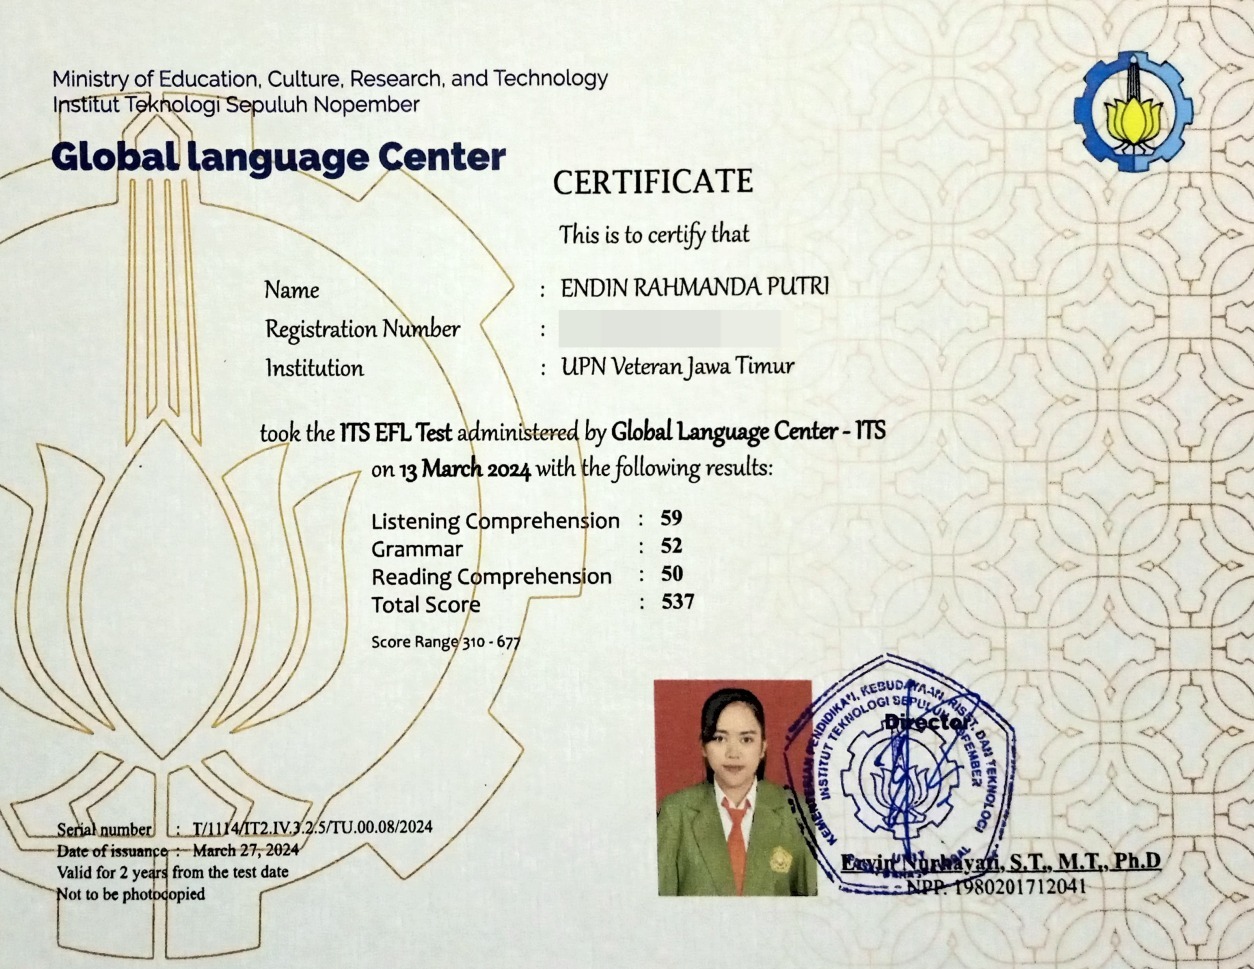 Ministry of Education, Culture, Research, and Technology
Institut Teknologi Sepuluh Nopember
Global language Center
CERTIFICATE
This is to certify that
Name : ENDIN RAHMANDA PUTRI
Registration Number :
Institution : UPN Veteran Jawa Timur
took the ITS EFL Test administered by Global Language Center - ITS
on 13 March 2024 with the following results:
Listening Comprehension : 59
Grammar : 52
Reading Comprehension : 50
Total Score : 537
Score Range 310 - 677
KEMENTERIAN PENDIDIKAN, KEBUDAYAAN, RISET, DAN TEKNOLOGI
INSTITUT TEKNOLOGI SEPULUH NOPEMBER
Director
Serial number : T/1114/IT2.IV.3.2.5/TU.00.08/2024
Date of issuance : March 27, 2024
Valid for 2 years from the test date
Not to be photocopied
Nurhayati, S.T., M.T., Ph.D
NPP. 1980201712041